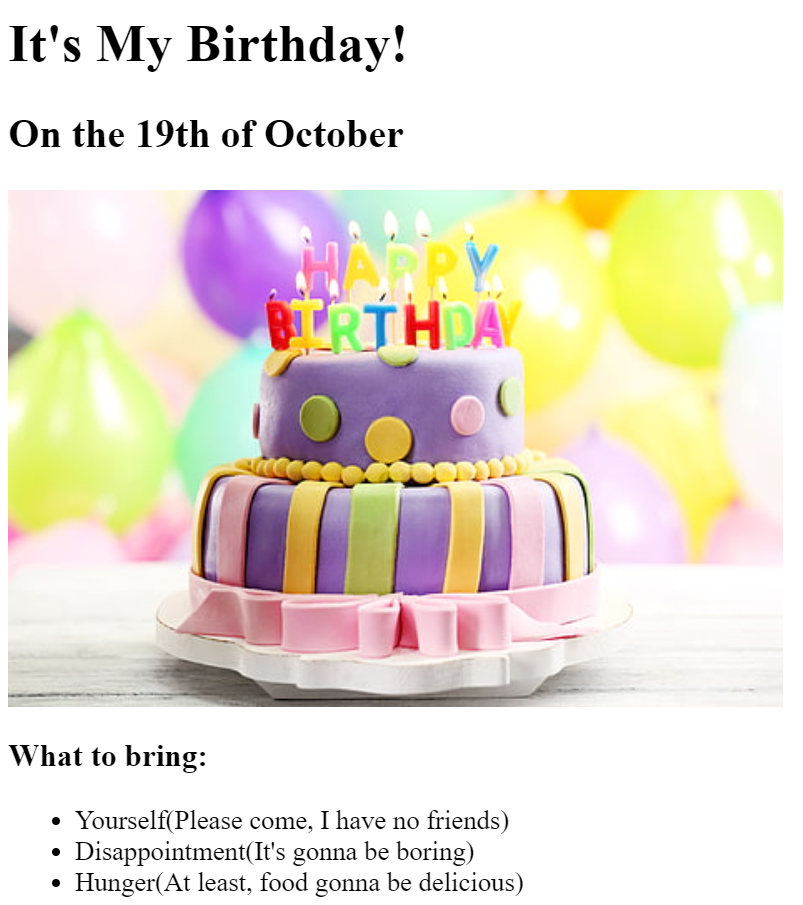 It's My Birthday!
On the 19th of October
HAPPY
BIRTHDAY
What to bring:
Yourself(Please come, I have no friends)
Disappointment(It's gonna be boring)
Hunger(At least, food gonna be delicious)